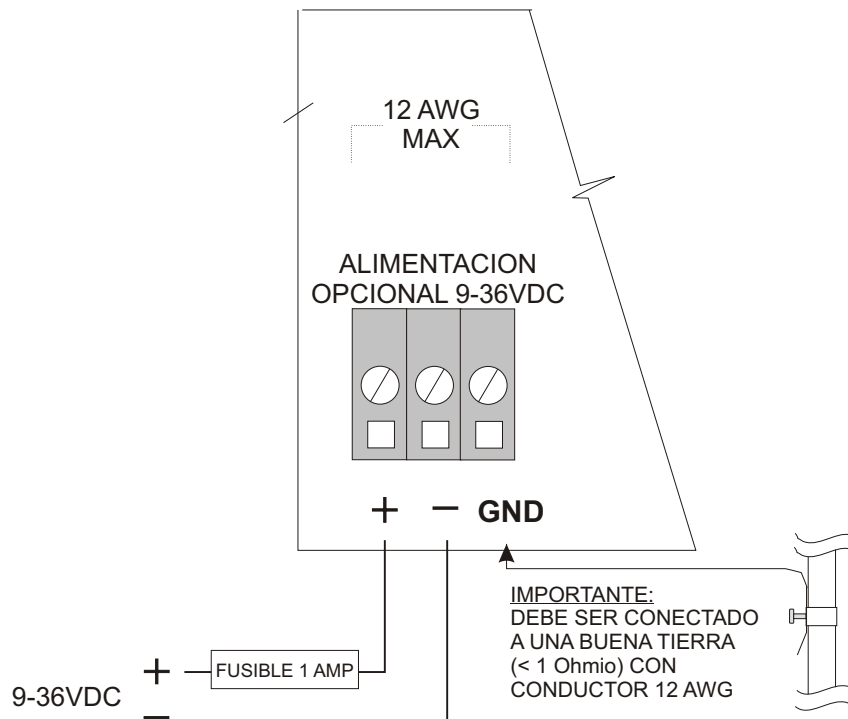 12 AWG
MAX
ALIMENTACION
OPCIONAL 9-36VDC
+ − GND
IMPORTANTE:
DEBE SER CONECTADO
A UNA BUENA TIERRA
(< 1 Ohmio) CON
CONDUCTOR 12 AWG
+ FUSIBLE 1 AMP
9-36VDC
−